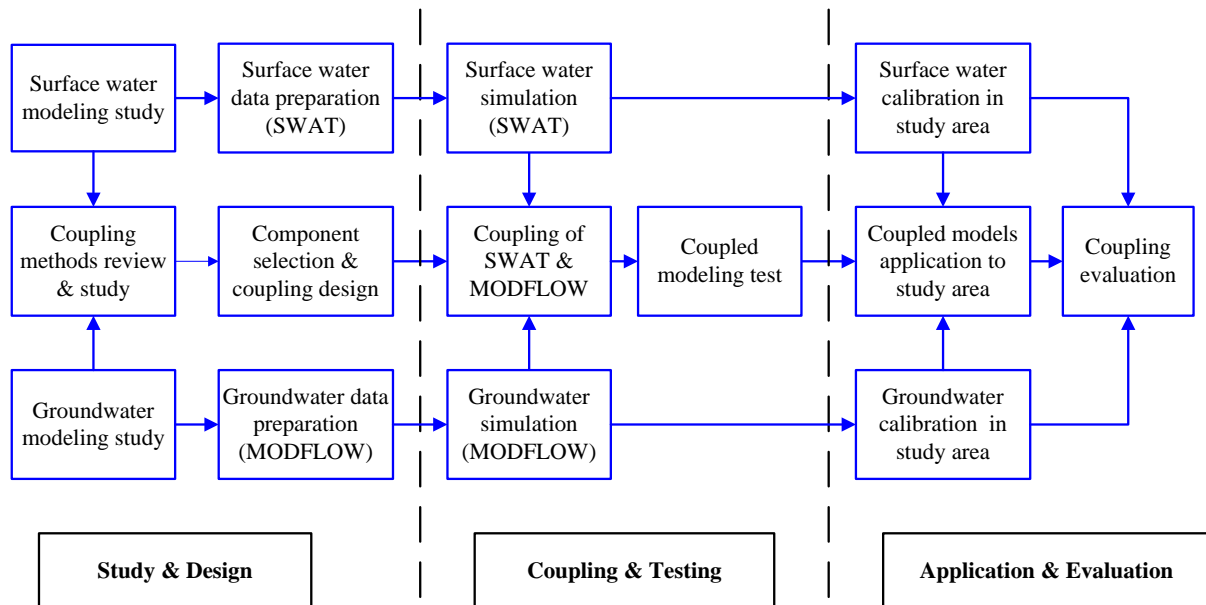 Surface water
modeling study
Surface water
data preparation
(SWAT)
Surface water
simulation
(SWAT)
Surface water
calibration in
study area
Coupling
methods review
& study
Component
selection &
coupling design
Coupling of
SWAT &
MODFLOW
Coupled
modeling test
Coupled models
application to
study area
Coupling
evaluation
Groundwater
modeling study
Groundwater data
preparation
(MODFLOW)
Groundwater
simulation
(MODFLOW)
Groundwater
calibration in
study area
Study & Design
Coupling & Testing
Application & Evaluation